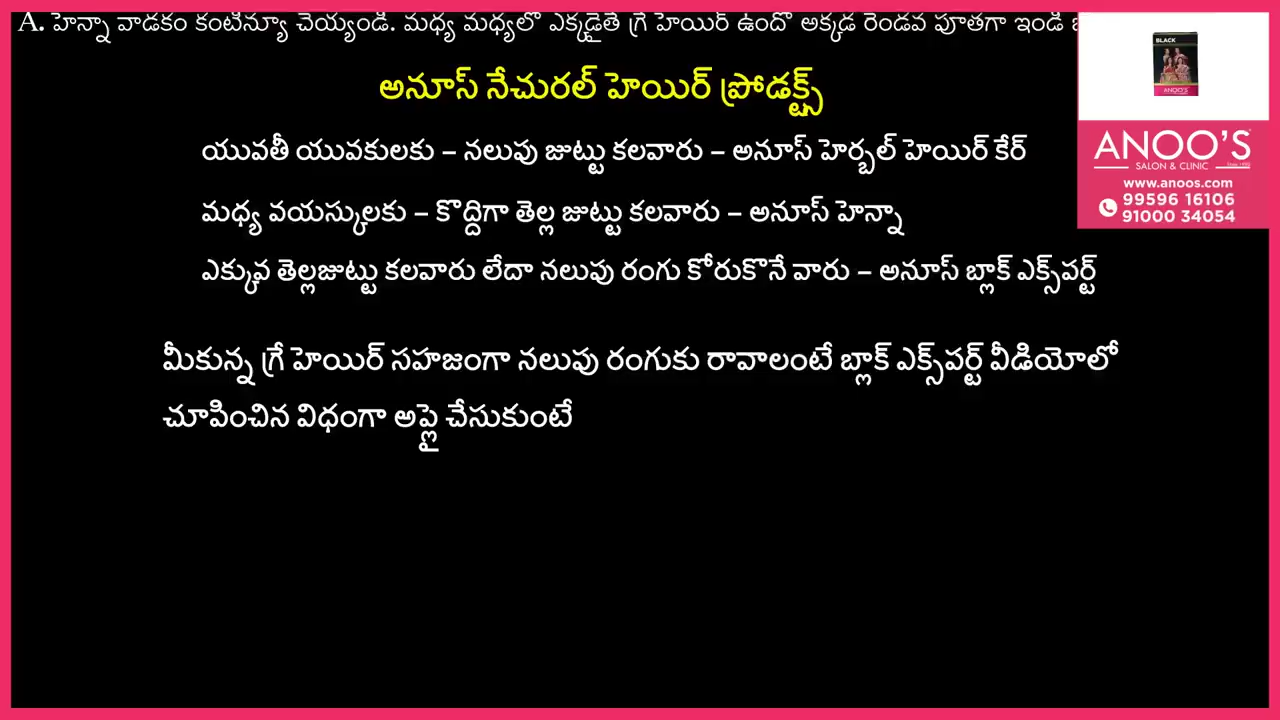 A. హెన్నా వాడకం కంటిన్యూ చెయ్యండి. మధ్య మధ్యలో ఎక్కడైతే గ్రే హెయిర్ ఉందో అక్కడ రెండవ పూతగా ఇండి
అనూస్ నేచురల్ హెయిర్ ప్రోడక్ట్స్
యువతీ యువకులకు – నలుపు జుట్టు కలవారు – అనూస్ హెర్బల్ హెయిర్ కేర్
మధ్య వయస్కులకు – కొద్దిగా తెల్ల జుట్టు కలవారు – అనూస్ హెన్నా
ఎక్కువ తెల్లజుట్టు కలవారు లేదా నలుపు రంగు కోరుకొనే వారు – అనూస్ బ్లాక్ ఎక్స్‌పర్ట్
మీకున్న గ్రే హెయిర్ సహజంగా నలుపు రంగుకు రావాలంటే బ్లాక్ ఎక్స్‌పర్ట్ వీడియోలో
చూపించిన విధంగా అప్లై చేసుకుంటే
BLACK
ANOO'S
ANOO'S
SALON & CLINIC
www.anoos.com
99596 16106
91000 34054